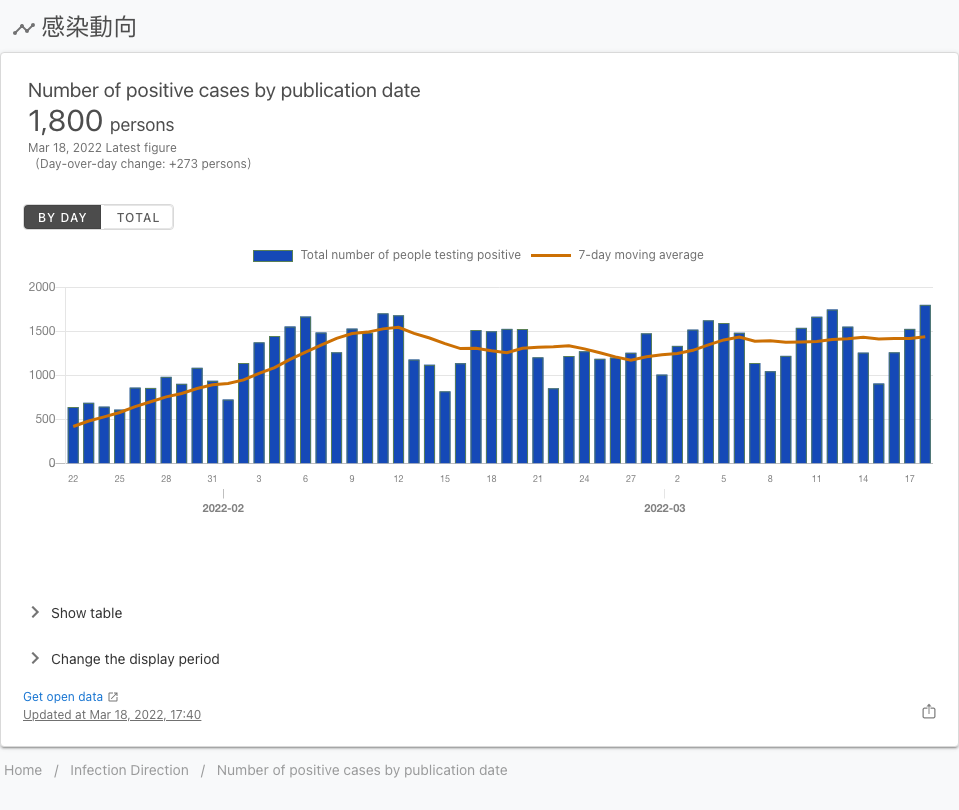 感染動向
Number of positive cases by publication date
1,800 persons
Mar 18, 2022 Latest figure
(Day-over-day change: +273 persons)
BY DAY TOTAL
Total number of people testing positive 7-day moving average
2000
1500
1000
500
0
22 25 28 31 3 6 9 12 15 18 21 24 27 2 5 8 11 14 17
2022-02 2022-03
Show table
Change the display period
Get open data
Updated at Mar 18, 2022, 17:40
Home / Infection Direction / Number of positive cases by publication date